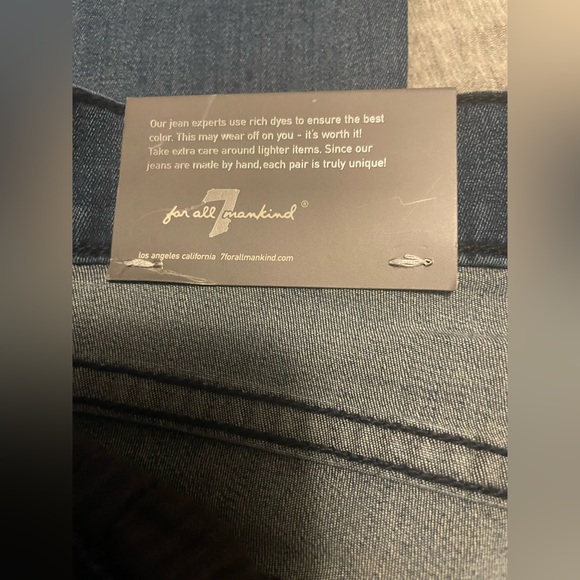 Our jean experts use rich dyes to ensure the best
color. This may wear off on you - it's worth it!
Take extra care around lighter items. Since our
jeans are made by hand, each pair is truly unique!
for all 7 mankind ®
los angeles california 7forallmankind.com